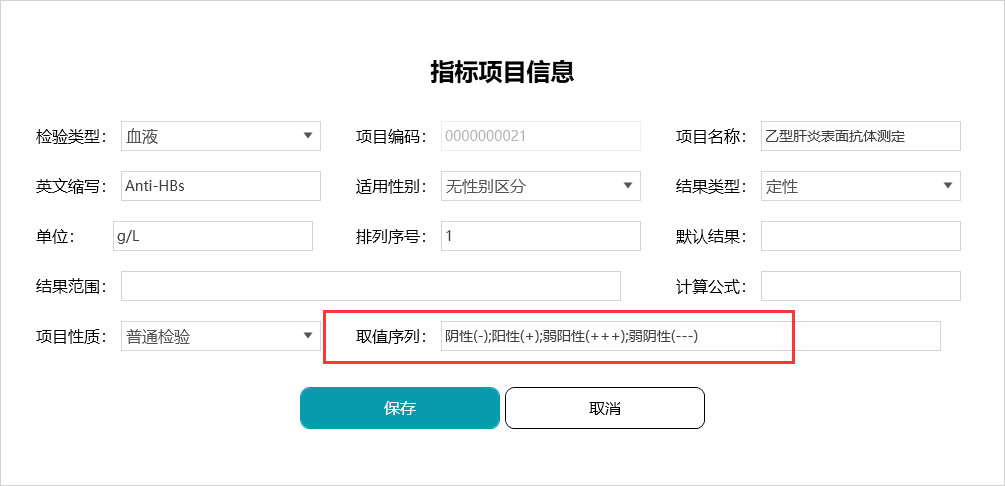 指标项目信息
检验类型： 血液 项目编码： 0000000021 项目名称： 乙型肝炎表面抗体测定
英文缩写： Anti-HBs 适用性别： 无性别区分 结果类型： 定性
单位： g/L 排列序号： 1 默认结果：
结果范围： 计算公式：
项目性质： 普通检验 取值序列： 阴性(-);阳性(+);弱阳性(+++);弱阴性(---)
保存 取消